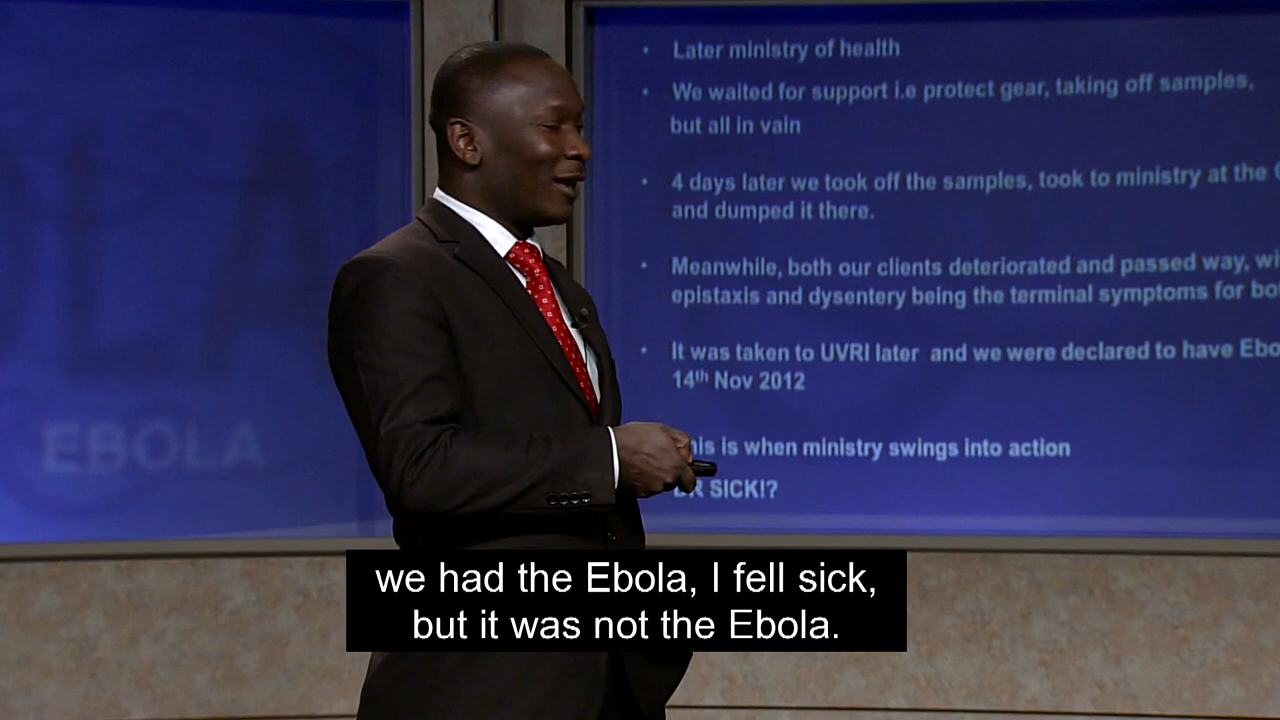 Later ministry of health
We waited for support i.e protect gear, taking off samples,
but all in vain
4 days later we took off the samples, took to ministry at the
and dumped it there.
Meanwhile, both our clients deteriorated and passed way,
epistaxis and dysentery being the terminal symptoms for
It was taken to UVRI later and we were declared to have
14th Nov 2012
is is when ministry swings into action
SICK!?
EBOLA
we had the Ebola, I fell sick,
but it was not the Ebola.